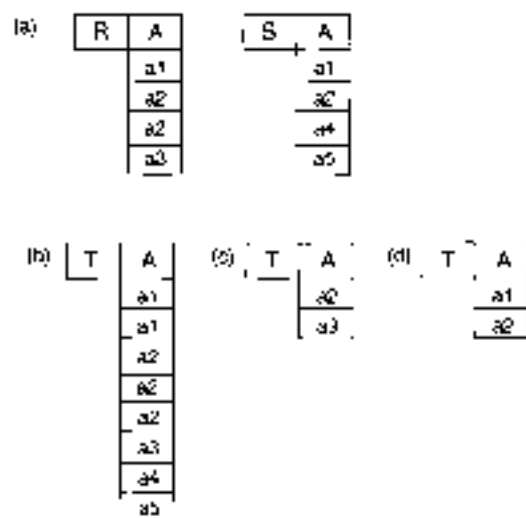 (a) R A S A
a1 a1
a2 a2
a2 a4
a3 a5
(b) T A (c) T A (d) T A
a1 a2 a1
a1 a3 a2
a2
a2
a2
a3
a4
a5